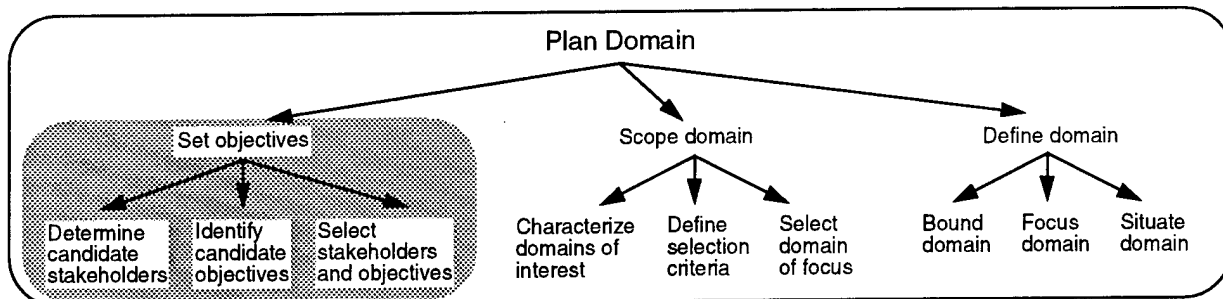 Plan Domain
Set objectives
Scope domain
Define domain
Determine
candidate
stakeholders
Identify
candidate
objectives
Select
stakeholders
and objectives
Characterize
domains of
interest
Define
selection
criteria
Select
domain
of focus
Bound
domain
Focus
domain
Situate
domain